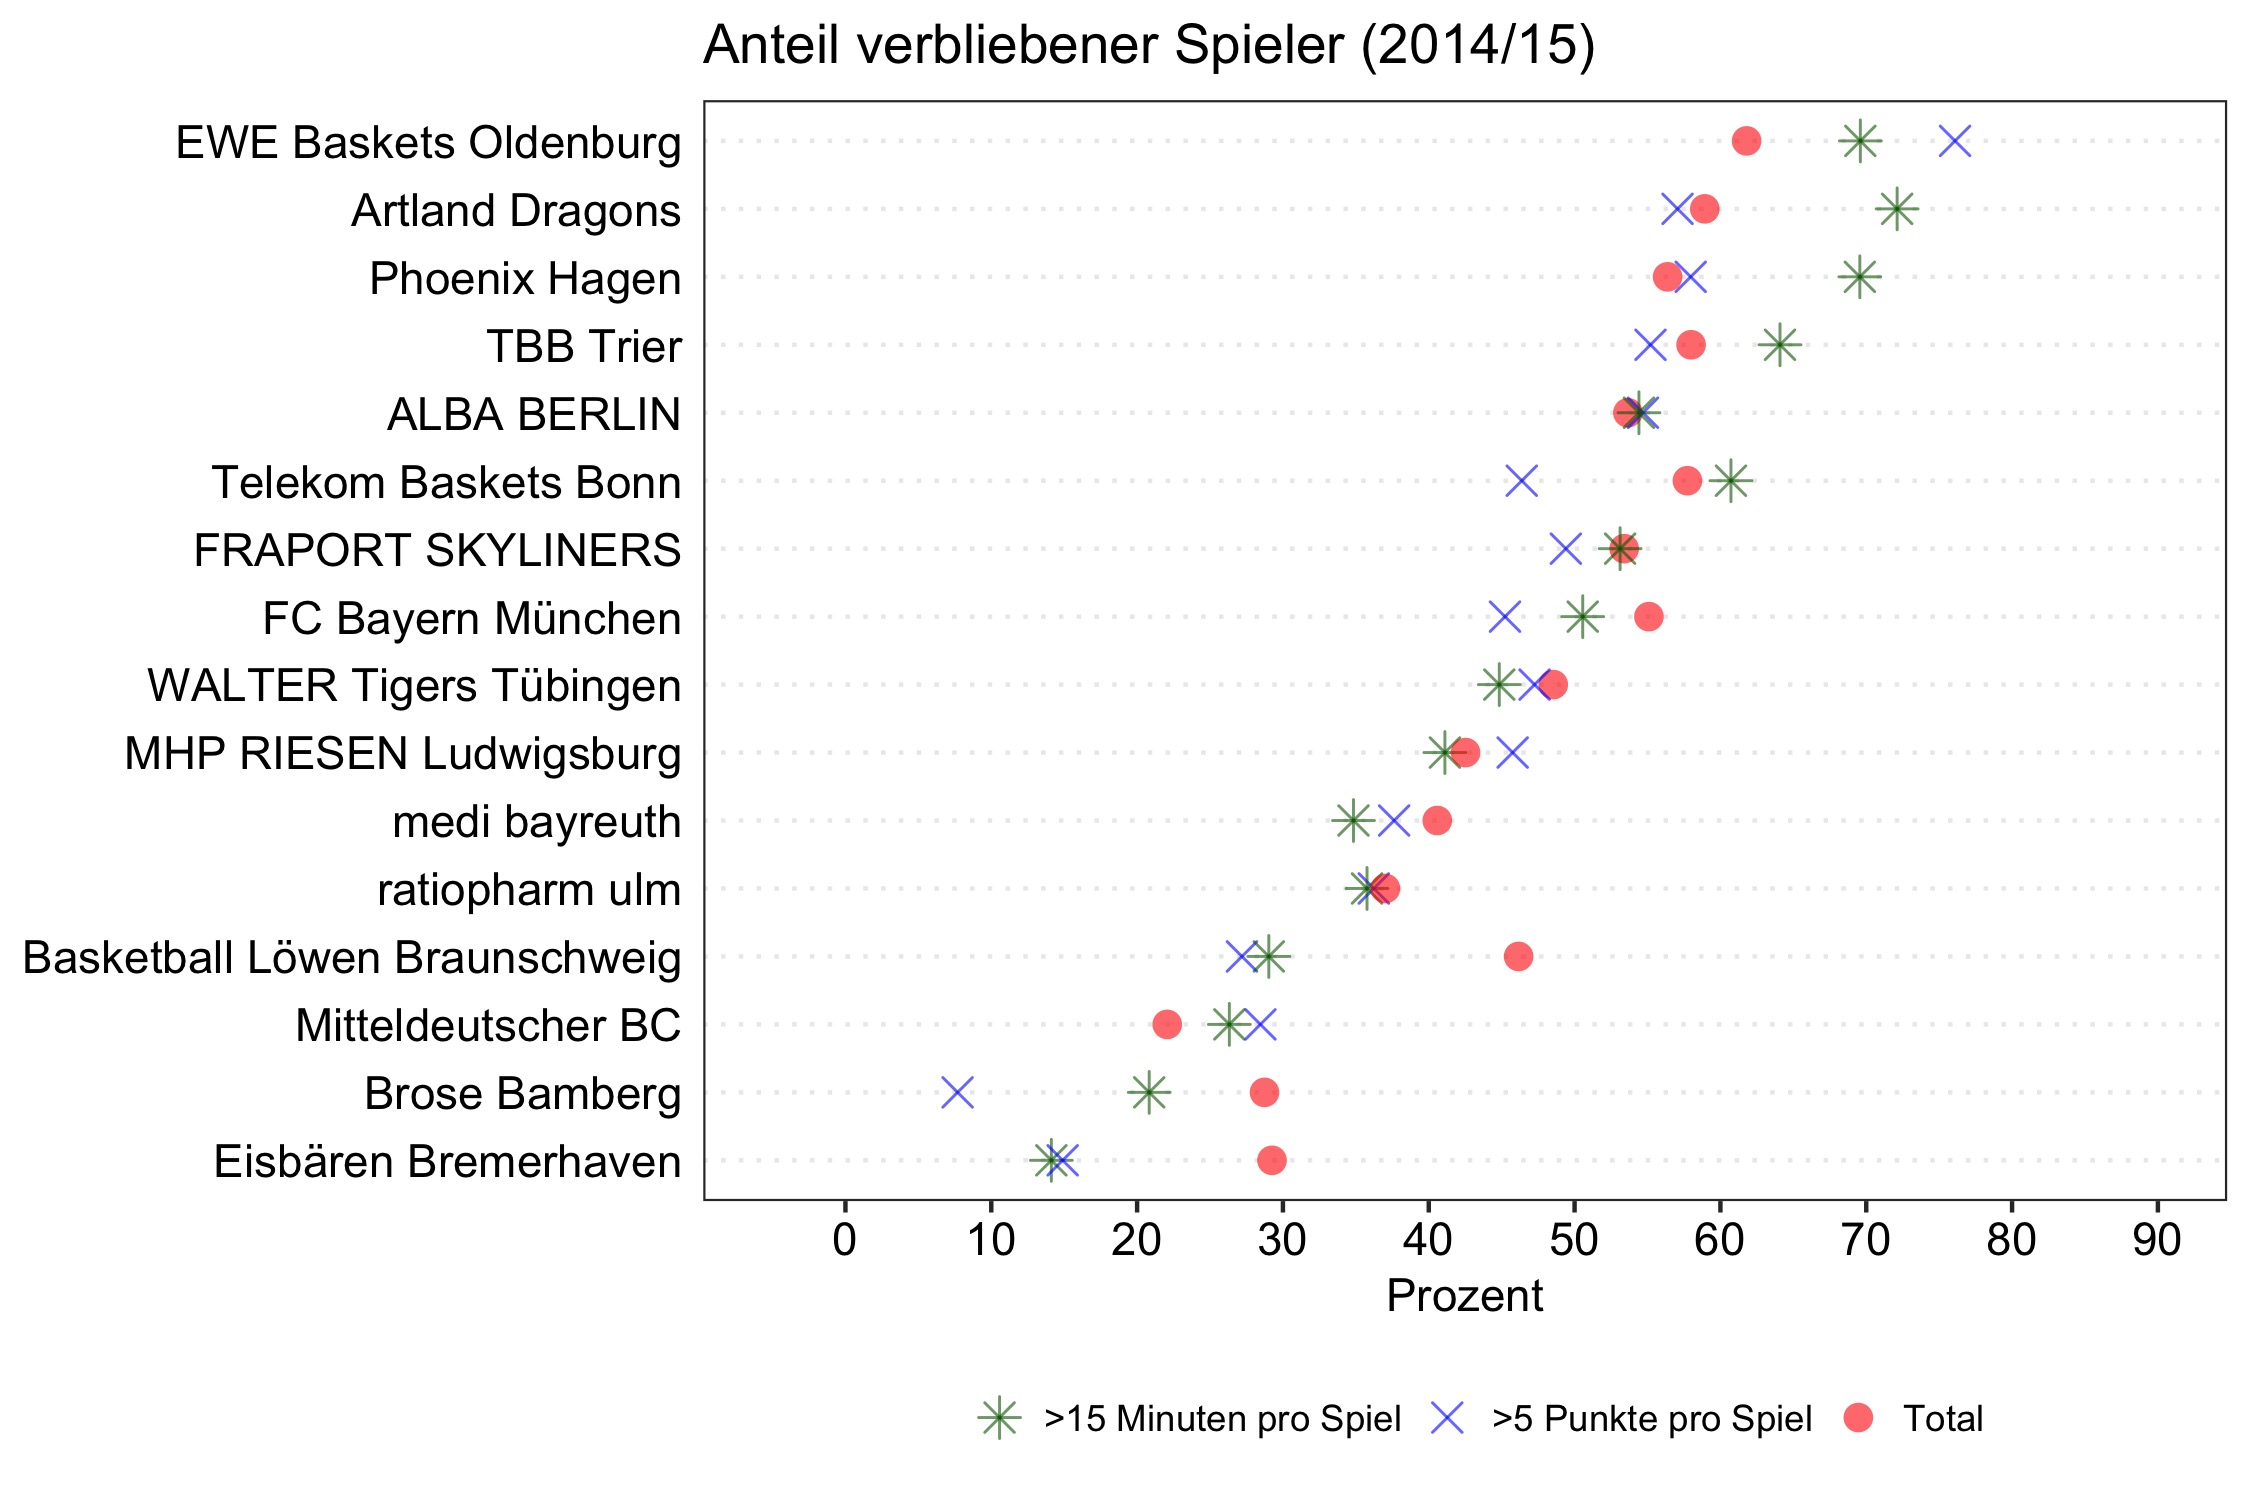 Anteil verbliebener Spieler (2014/15)
EWE Baskets Oldenburg
Artland Dragons
Phoenix Hagen
TBB Trier
ALBA BERLIN
Telekom Baskets Bonn
FRAPORT SKYLINERS
FC Bayern München
WALTER Tigers Tübingen
MHP RIESEN Ludwigsburg
medi bayreuth
ratiopharm ulm
Basketball Löwen Braunschweig
Mitteldeutscher BC
Brose Bamberg
Eisbären Bremerhaven
0 10 20 30 40 50 60 70 80 90
Prozent
>15 Minuten pro Spiel >5 Punkte pro Spiel Total